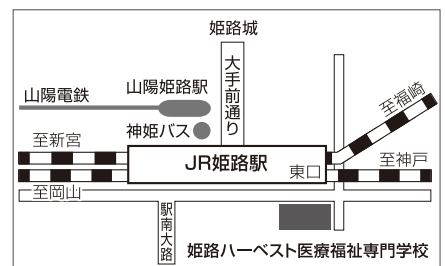 姫路城
大手前通り
山陽姫路駅
山陽電鉄
神姫バス
至福崎
至新宮
JR姫路駅
東口
至神戸
至岡山
駅南大路
姫路ハーベスト医療福祉専門学校